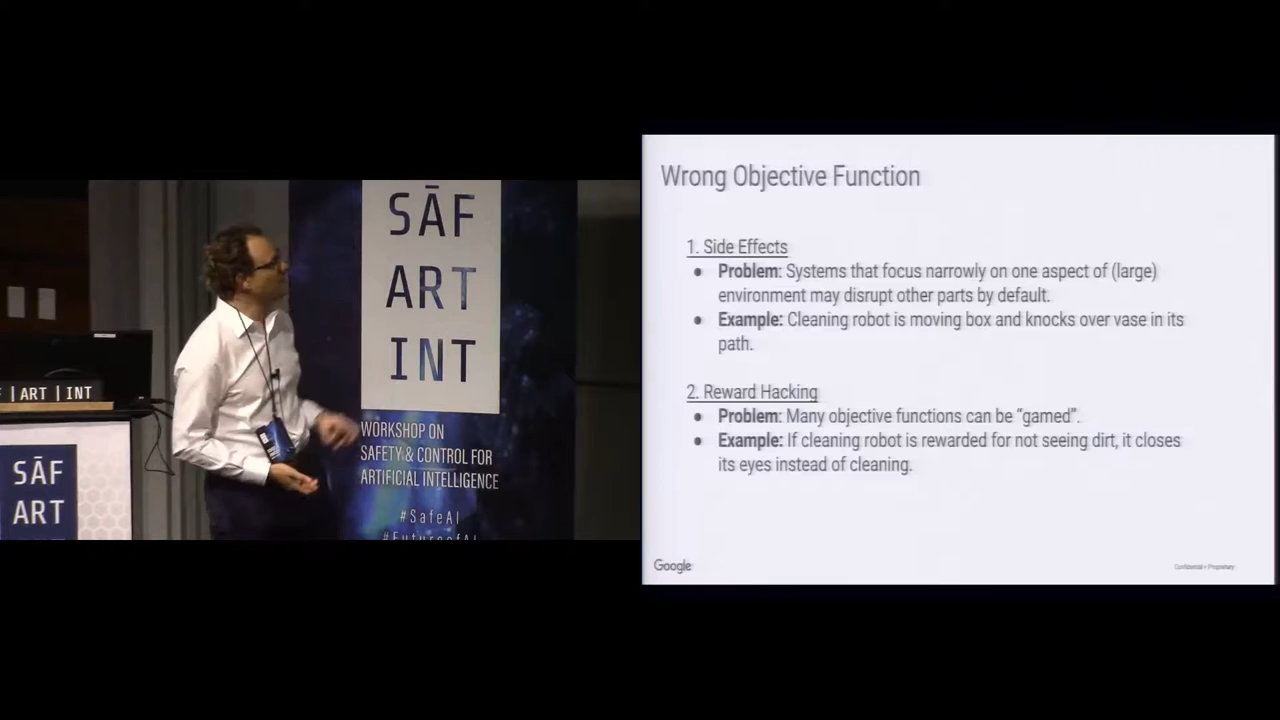 SĀF
ART
INT
WORKSHOP ON
SAFETY & CONTROL FOR
ARTIFICIAL INTELLIGENCE
#SafeAI
#FutureofAI
| ART | INT
SĀF
ART
Wrong Objective Function
1. Side Effects
● Problem: Systems that focus narrowly on one aspect of (large)
environment may disrupt other parts by default.
● Example: Cleaning robot is moving box and knocks over vase in its
path.
2. Reward Hacking
● Problem: Many objective functions can be “gamed”.
● Example: If cleaning robot is rewarded for not seeing dirt, it closes
its eyes instead of cleaning.
Google
Confidential + Proprietary